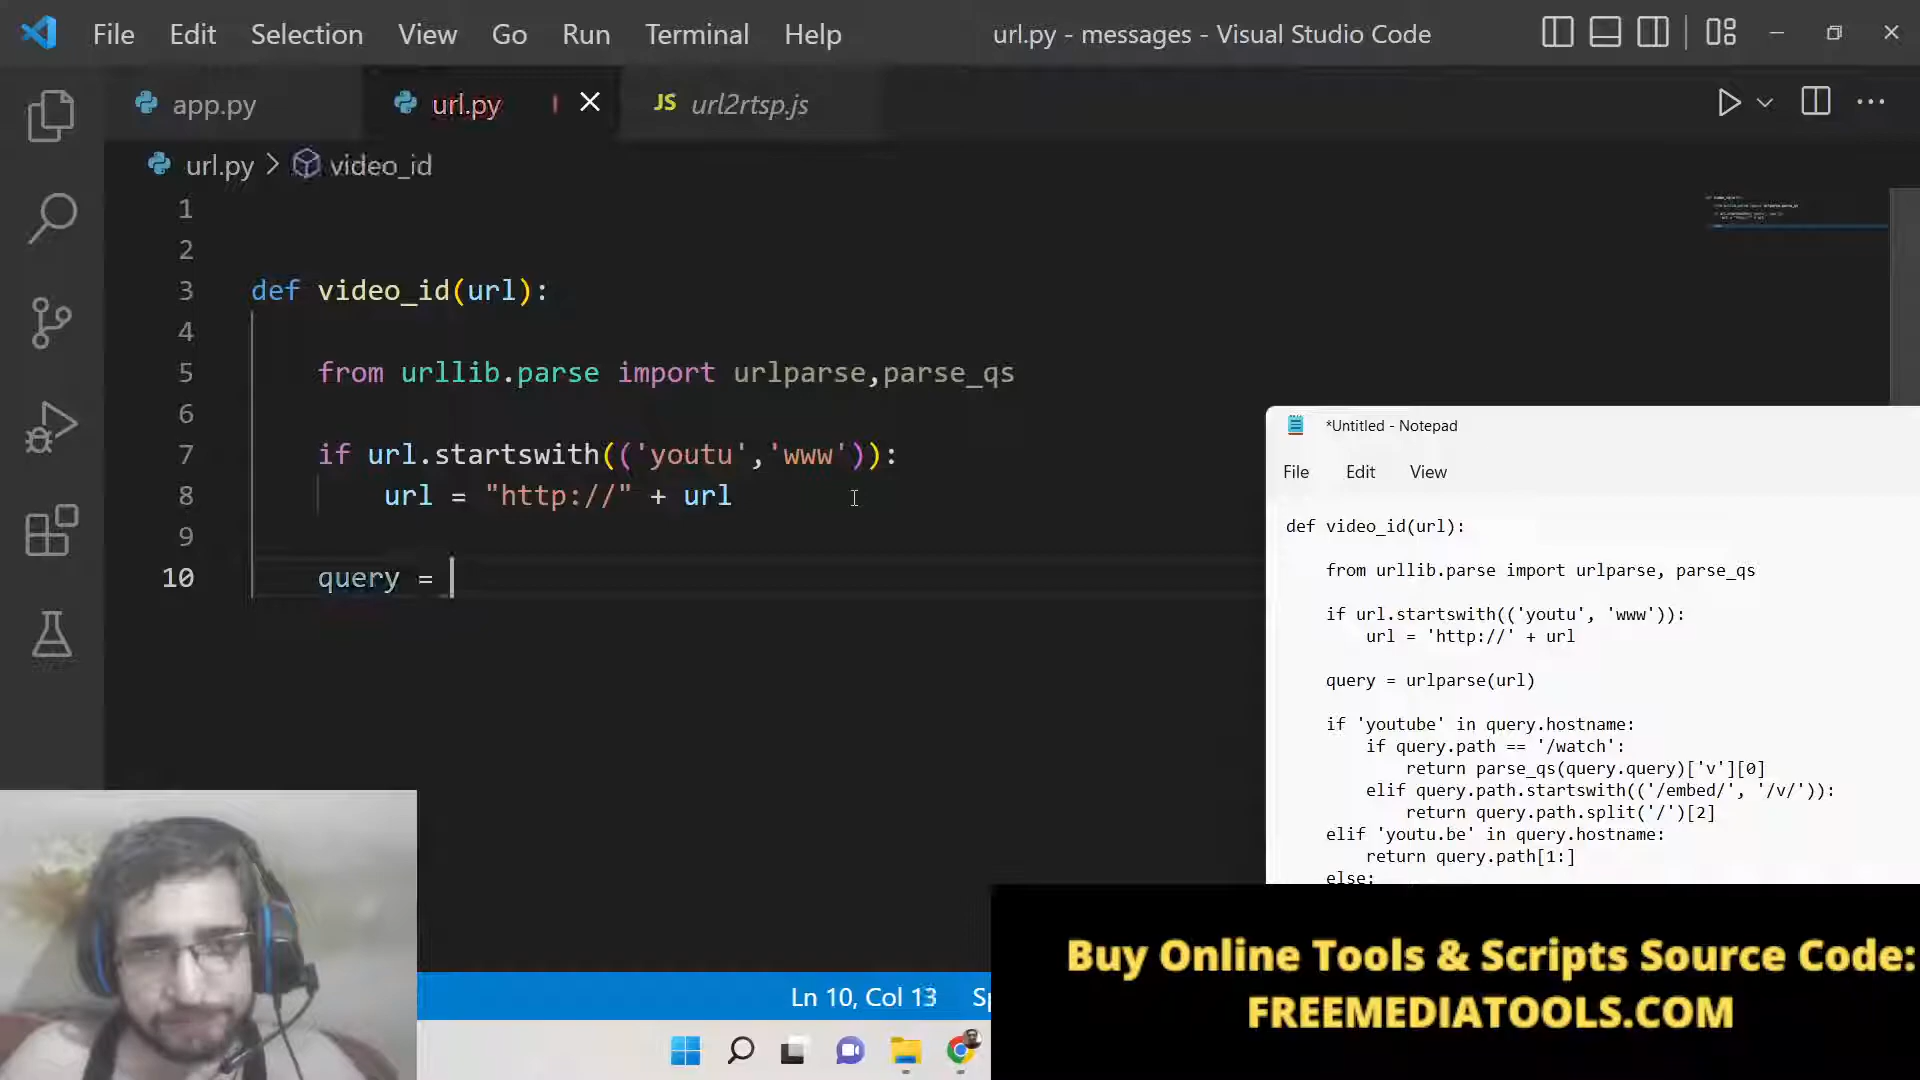 File Edit Selection View Go Run Terminal Help url.py - messages - Visual Studio Code
app.py url.py JS url2rtsp.js
url.py > video_id
1
2
3 def video_id(url):
4
5 from urllib.parse import urlparse,parse_qs
6
7 if url.startswith(('youtu','www')):
8 url = "http://" + url
9
10 query =
*Untitled - Notepad
File Edit View
def video_id(url):
from urllib.parse import urlparse, parse_qs
if url.startswith(('youtu', 'www')):
url = 'http://' + url
query = urlparse(url)
if 'youtube' in query.hostname:
if query.path == '/watch':
return parse_qs(query.query)['v'][0]
elif query.path.startswith(('/embed/', '/v/')):
return query.path.split('/')[2]
elif 'youtu.be' in query.hostname:
return query.path[1:]
else:
Buy Online Tools & Scripts Source Code:
FREEMEDIATOOLS.COM
Ln 10, Col 13